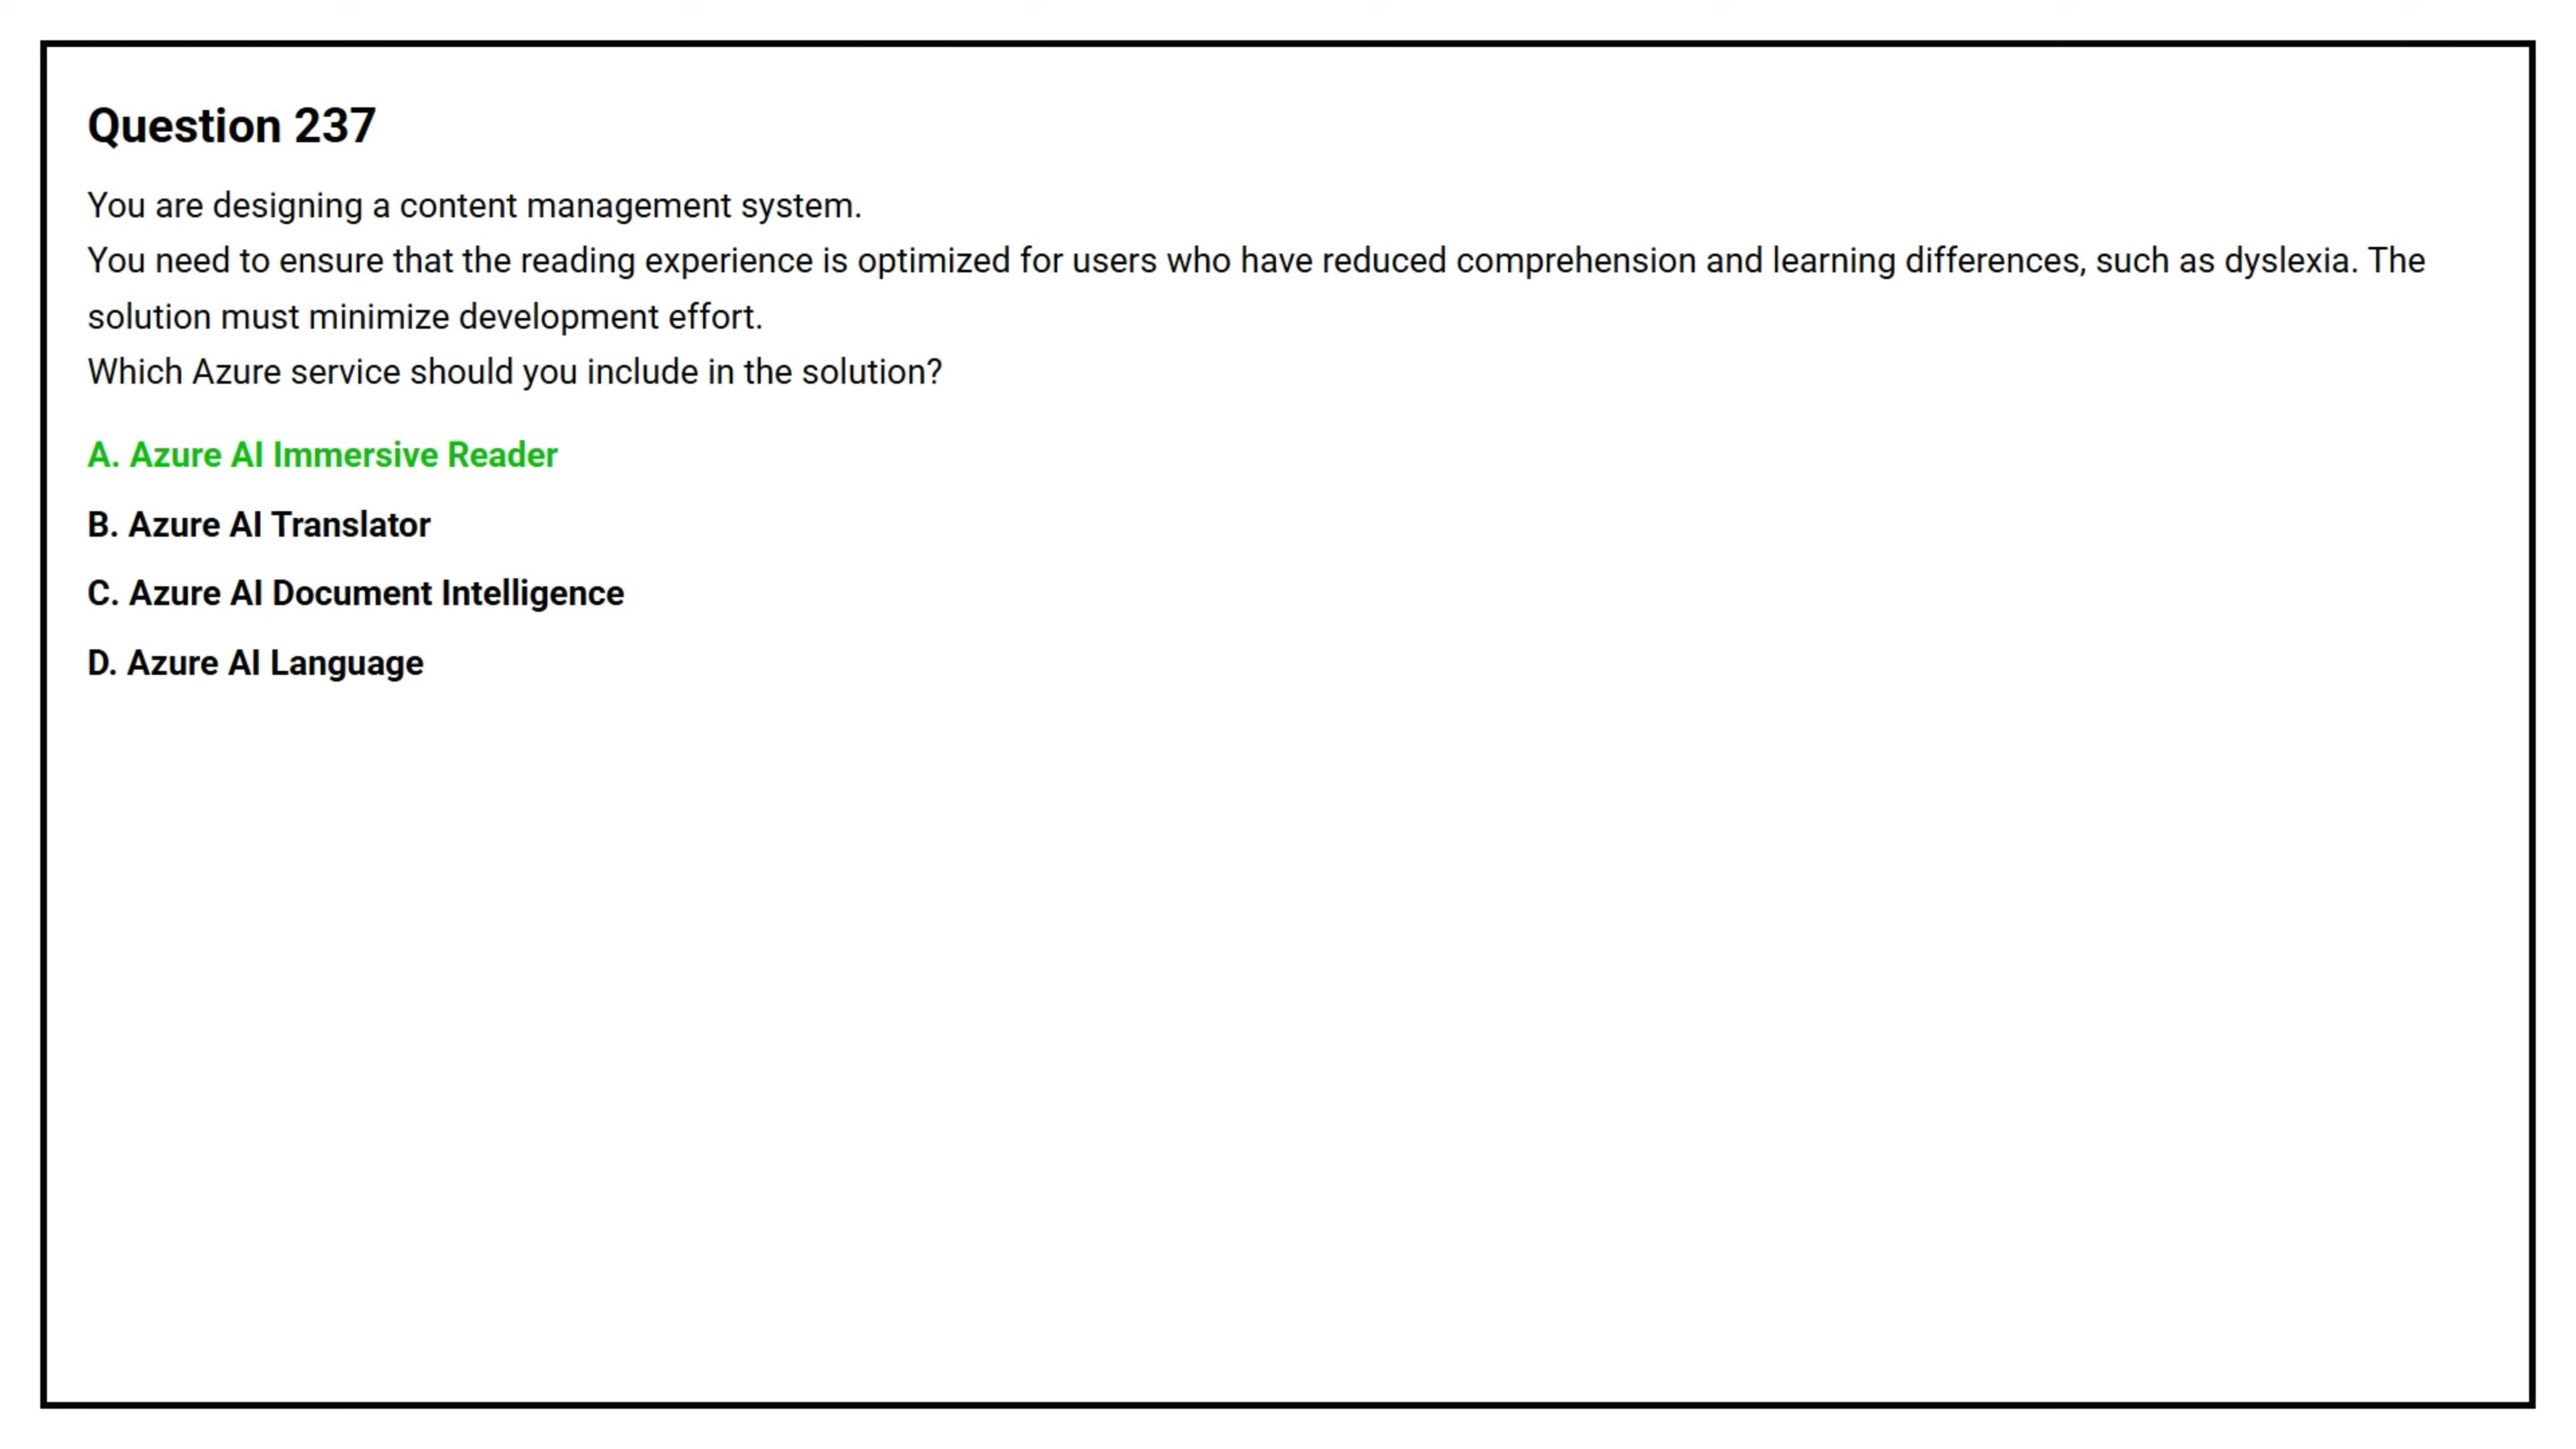 Question 237
You are designing a content management system.
You need to ensure that the reading experience is optimized for users who have reduced comprehension and learning differences, such as dyslexia. The
solution must minimize development effort.
Which Azure service should you include in the solution?
A. Azure AI Immersive Reader
B. Azure AI Translator
C. Azure AI Document Intelligence
D. Azure AI Language